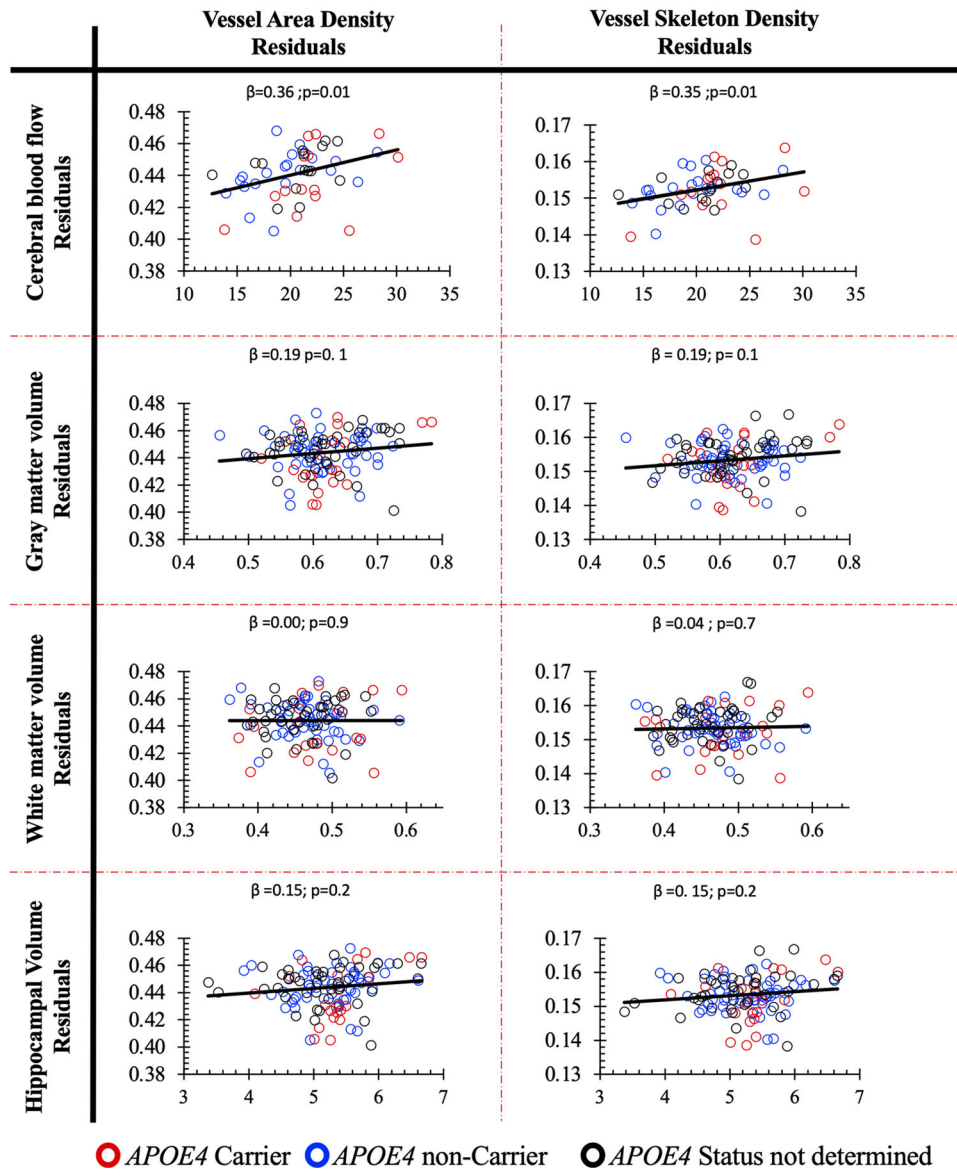 Vessel Area Density
Residuals
Vessel Skeleton Density
Residuals
Cerebral blood flow
Residuals
β=0.36 ;p=0.01
0.48
0.46
0.44
0.42
0.40
0.38
10 15 20 25 30 35
β=0.35 ;p=0.01
0.17
0.16
0.15
0.14
0.13
10 15 20 25 30 35
Gray matter volume
Residuals
β =0.19 p=0. 1
0.48
0.46
0.44
0.42
0.40
0.38
0.4 0.5 0.6 0.7 0.8
β = 0.19; p= 0.1
0.17
0.16
0.15
0.14
0.13
0.4 0.5 0.6 0.7 0.8
White matter volume
Residuals
β =0.00; p=0.9
0.48
0.46
0.44
0.42
0.40
0.38
0.3 0.4 0.5 0.6
β =0.04 ; p=0.7
0.17
0.16
0.15
0.14
0.13
0.3 0.4 0.5 0.6
Hippocampal Volume
Residuals
β =0.15; p=0.2
0.48
0.46
0.44
0.42
0.40
0.38
3 4 5 6 7
β =0. 15; p=0.2
0.17
0.16
0.15
0.14
0.13
3 4 5 6 7
APOE4 Carrier APOE4 non-Carrier APOE4 Status not determined